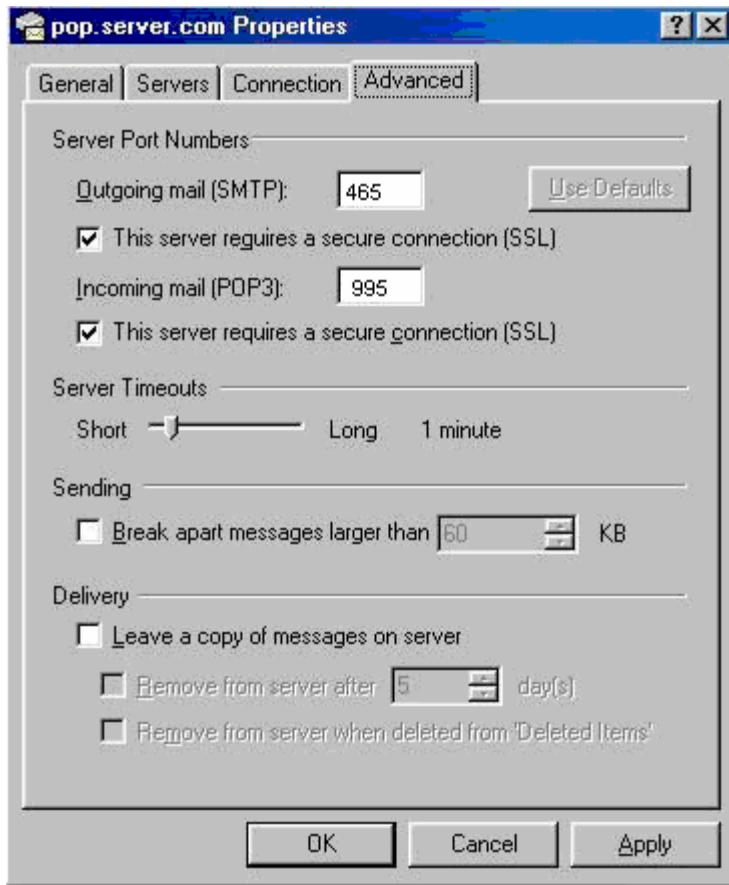 pop.server.com Properties
General Servers Connection Advanced
Server Port Numbers
Outgoing mail (SMTP): 465 Use Defaults
This server requires a secure connection (SSL)
Incoming mail (POP3): 995
This server requires a secure connection (SSL)
Server Timeouts
Short Long 1 minute
Sending
Break apart messages larger than 60 KB
Delivery
Leave a copy of messages on server
Remove from server after 5 day(s)
Remove from server when deleted from 'Deleted Items'
OK Cancel Apply